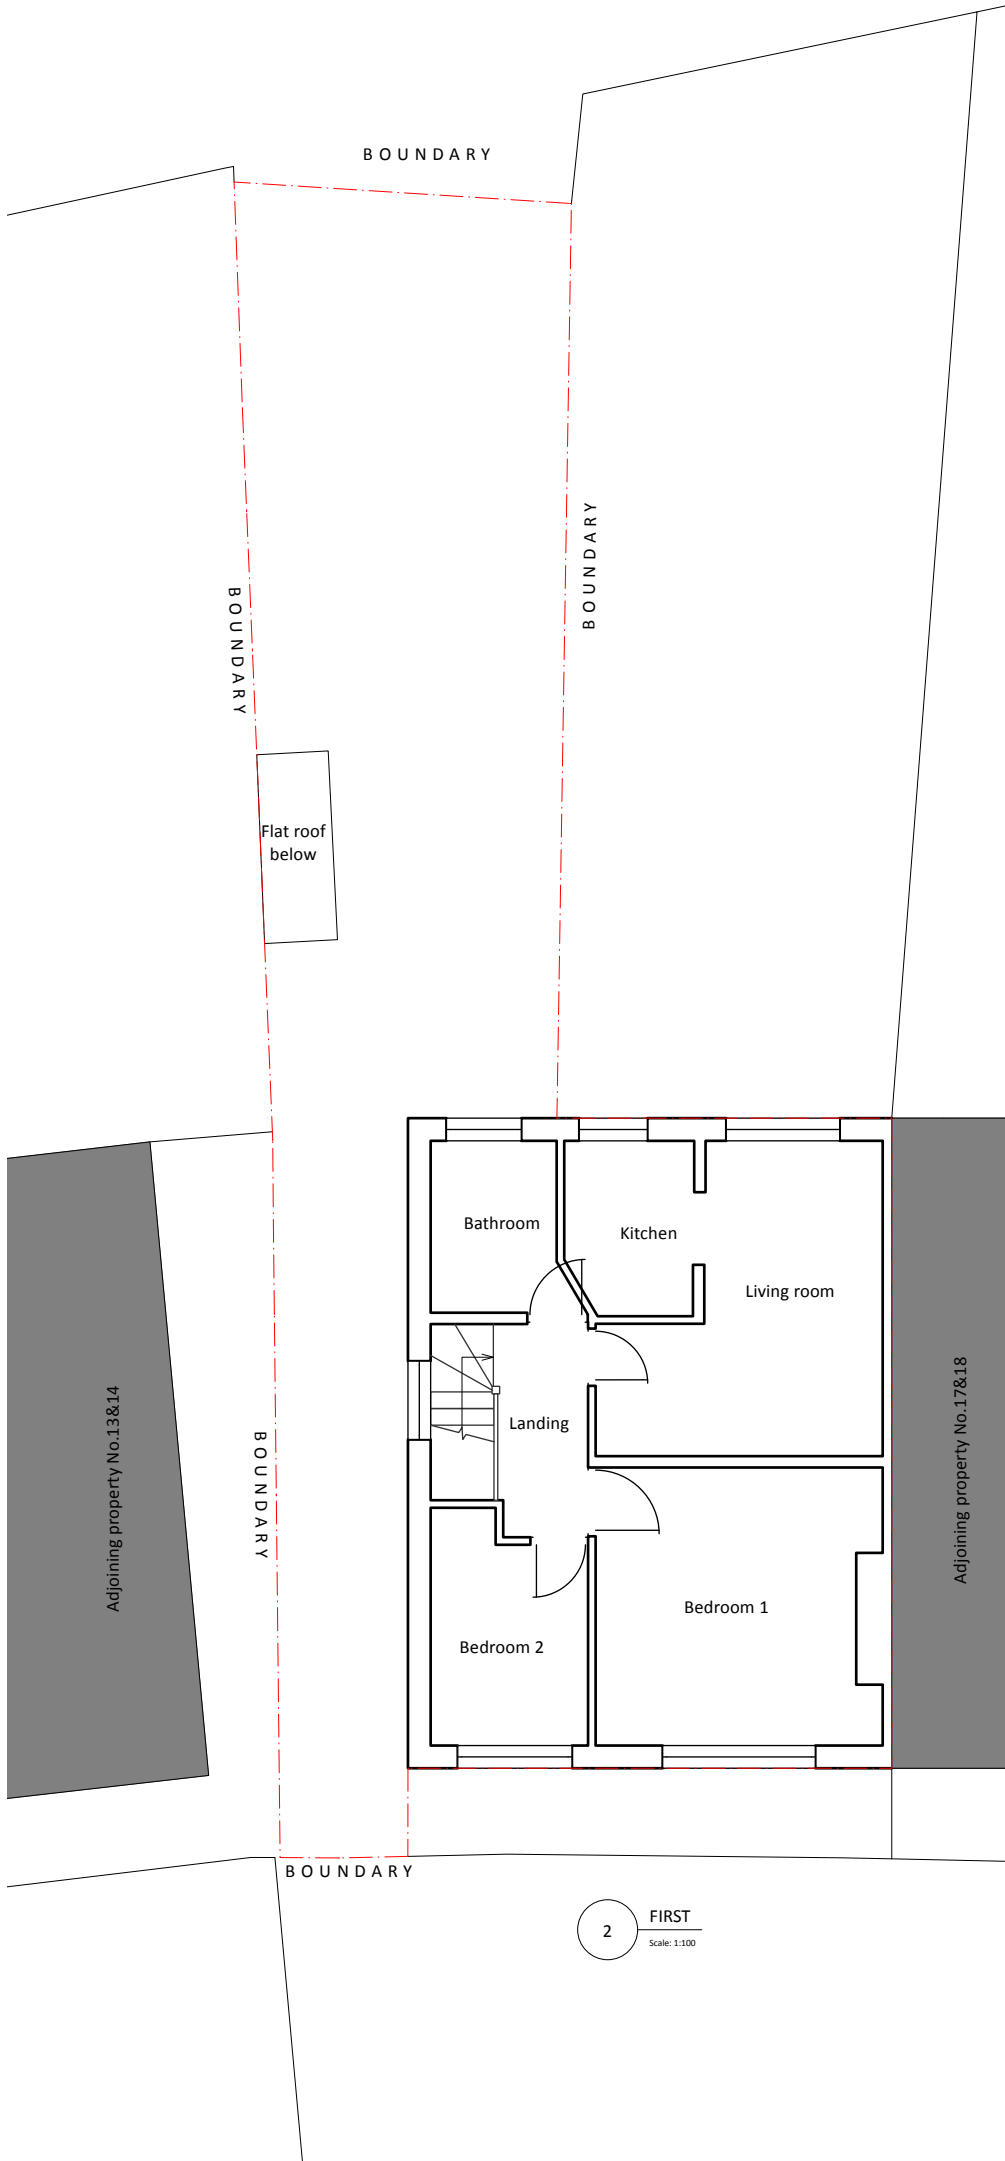 BOUNDARY
BOUNDARY
BOUNDARY
Flat roof
below
Bathroom
Kitchen
Living room
Adjoining property No.13&14
Adjoining property No.17&18
Landing
BOUNDARY
Bedroom 1
Bedroom 2
BOUNDARY
2
FIRST
Scale: 1:100